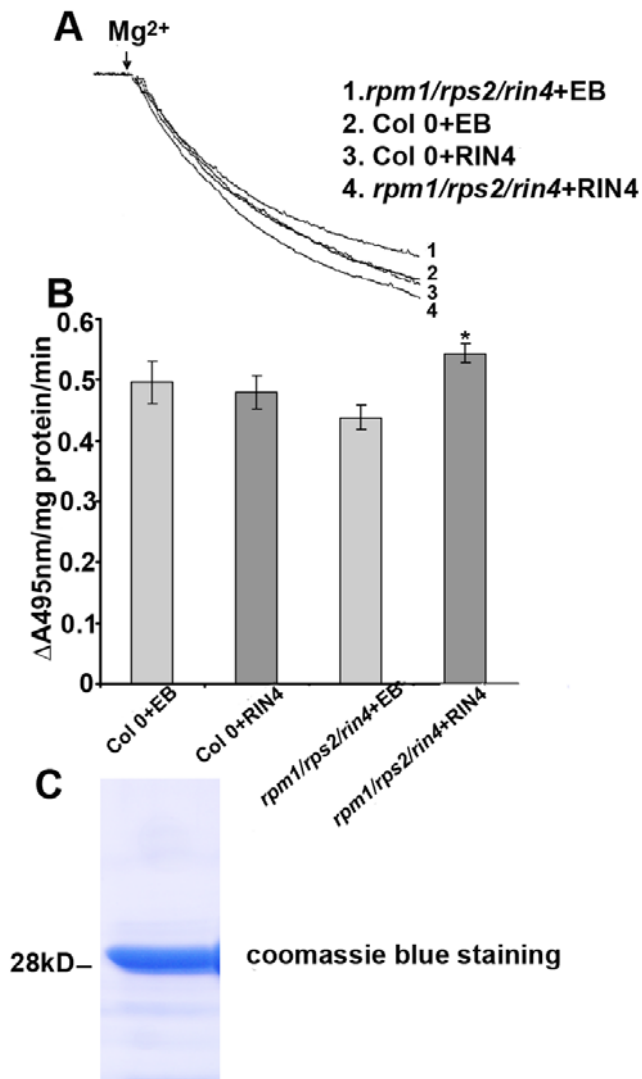 A
Mg2+
1.rpm1/rps2/rin4+EB
2. Col 0+EB
3. Col 0+RIN4
4. rpm1/rps2/rin4+RIN4
1
2
3
4
B
0.6
*
0.5
0.4
0.3
0.2
0.1
0
ΔA495nm/mg protein/min
Col 0+EB
Col 0+RIN4
rpm1/rps2/rin4+EB
rpm1/rps2/rin4+RIN4
C
28kD
coomassie blue staining